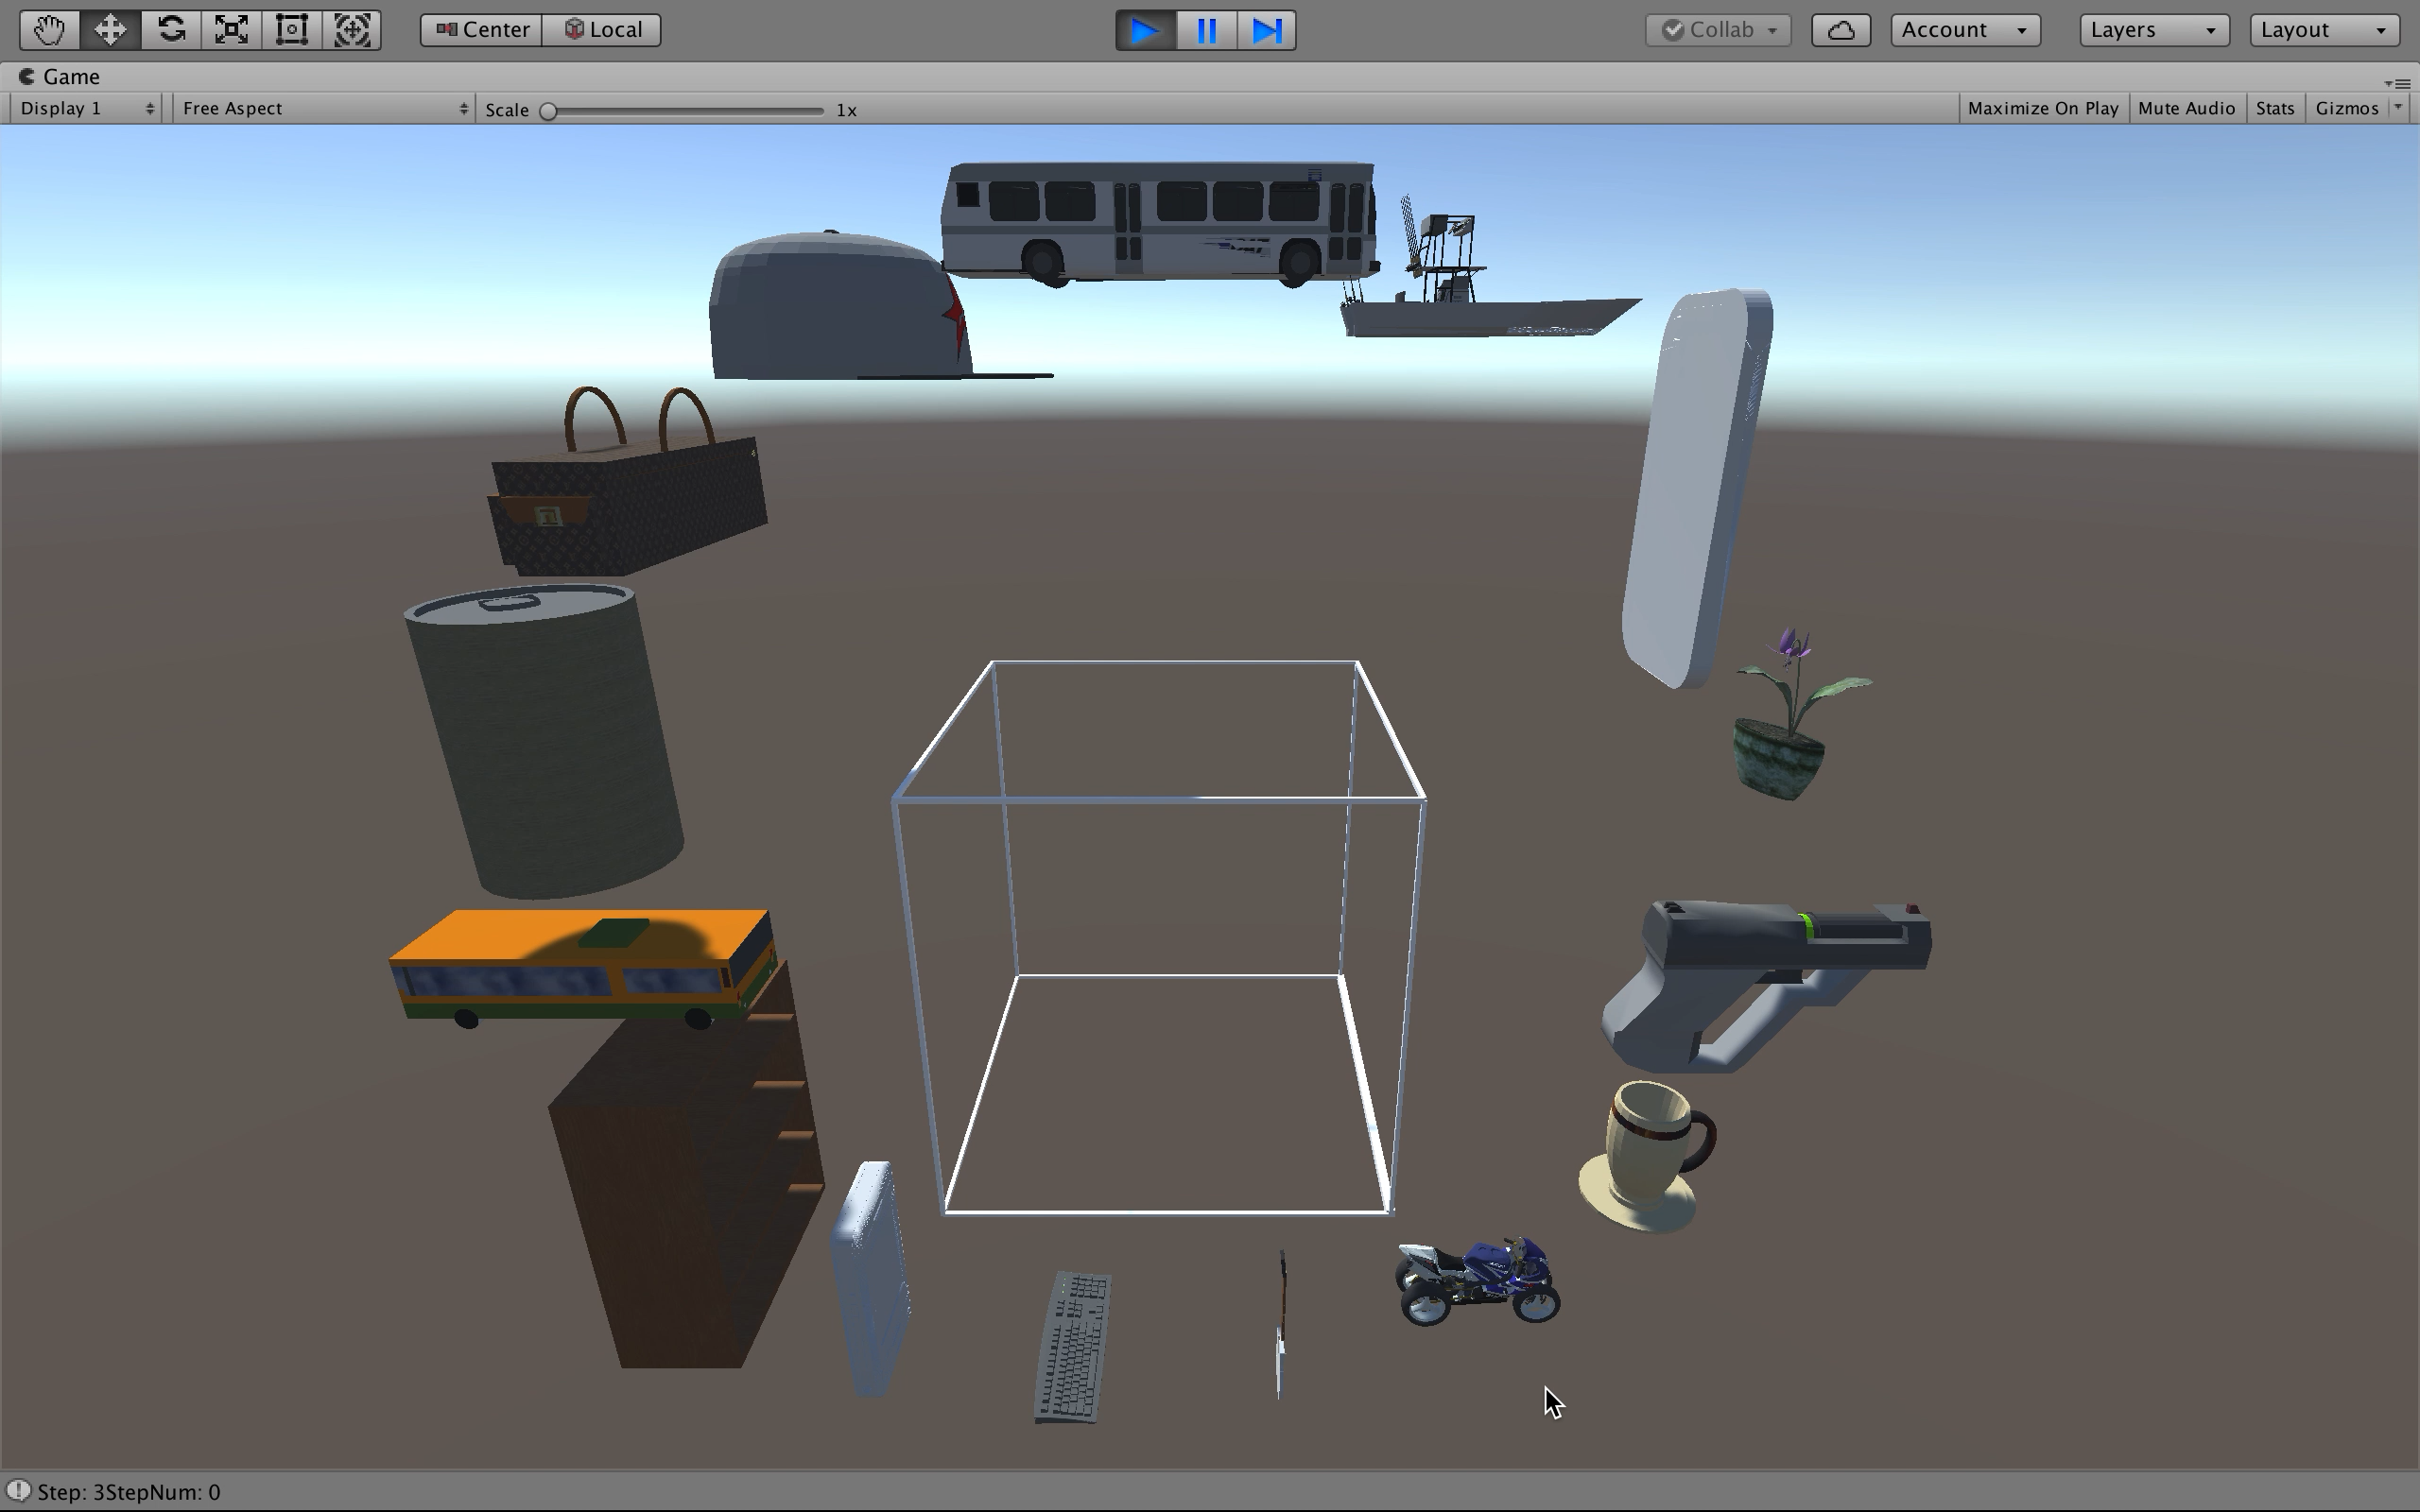 Center Local Collab Account Layers Layout
Game
Display 1 Free Aspect Scale 1x Maximize On Play Mute Audio Stats Gizmos
Step: 3StepNum: 0